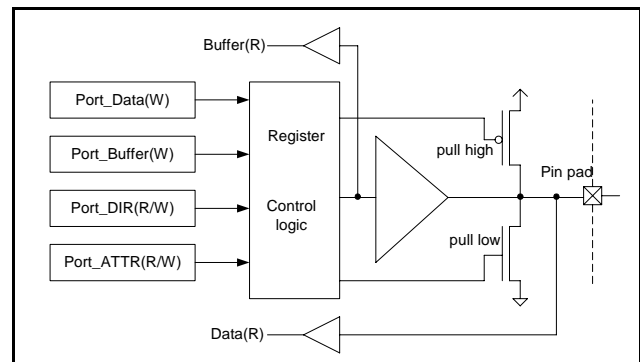 Buffer(R)
Port_Data(W)
Port_Buffer(W)
Port_DIR(R/W)
Port_ATTR(R/W)
Register
Control
logic
pull high
Pin pad
pull low
Data(R)